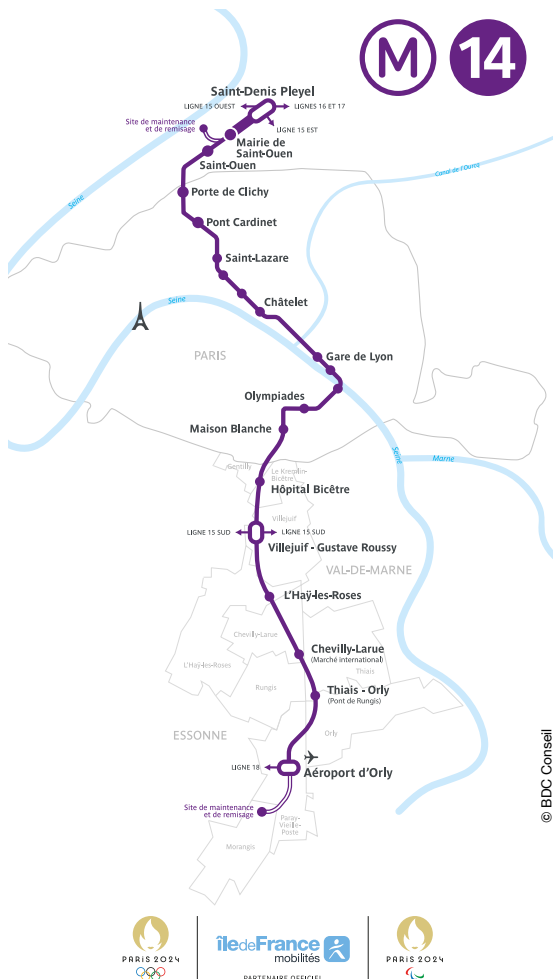 M 14
Saint-Denis Pleyel
LIGNE 15 OUEST
LIGNES 16 ET 17
LIGNE 15 EST
Site de maintenance
et de remisage
Mairie de
Saint-Ouen
Saint-Ouen
Canal de l'Ourcq
Seine
Porte de Clichy
Pont Cardinet
Saint-Lazare
Seine
Châtelet
PARIS
Gare de Lyon
Olympiades
Maison Blanche
Seine
Marne
Gentilly
Le Kremlin-
Bicêtre
Hôpital Bicêtre
Villejuif
LIGNE 15 SUD
LIGNE 15 SUD
Villejuif - Gustave Roussy
VAL-DE-MARNE
L'Haÿ-les-Roses
Chevilly-Larue
Chevilly-Larue
(Marché international)
L'Haÿ-les-Roses
Thiais
Rungis
Thiais - Orly
(Pont de Rungis)
Orly
ESSONNE
LIGNE 18
Aéroport d'Orly
Site de maintenance
et de remisage
Paray-
Vieille-
Poste
Morangis
© BDC Conseil
PARIS 2024
île de France
mobilités
PARTENAIRE OFFICIEL
PARIS 2024